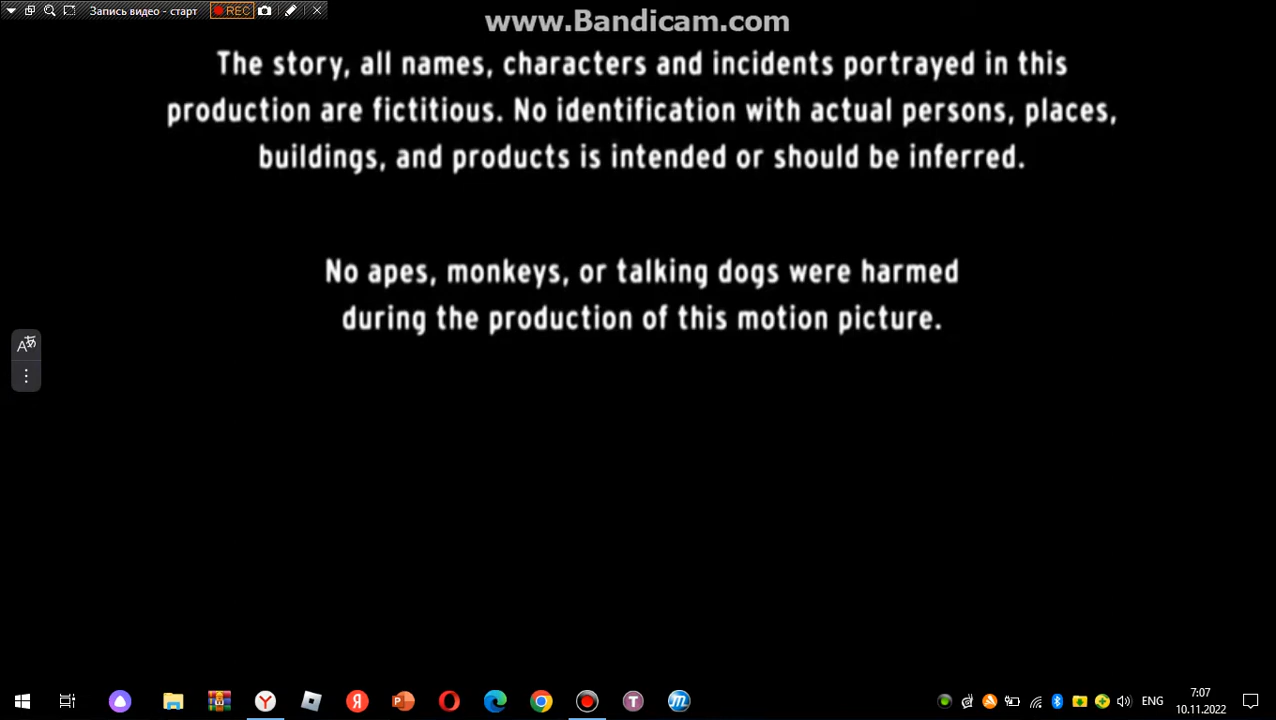 Запись видео - старт
REC
www.Bandicam.com
The story, all names, characters and incidents portrayed in this
production are fictitious. No identification with actual persons, places,
buildings, and products is intended or should be inferred.
No apes, monkeys, or talking dogs were harmed
during the production of this motion picture.
ENG
7:07
10.11.2022